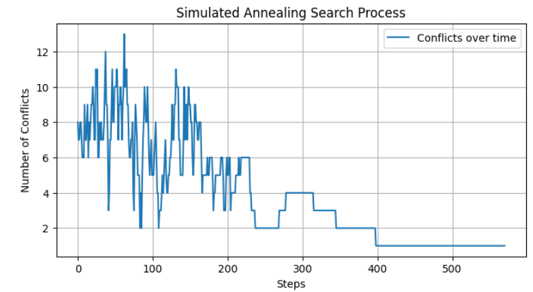 Simulated Annealing Search Process
Conflicts over time
Number of Conflicts
12
10
8
6
4
2
0 100 200 300 400 500
Steps